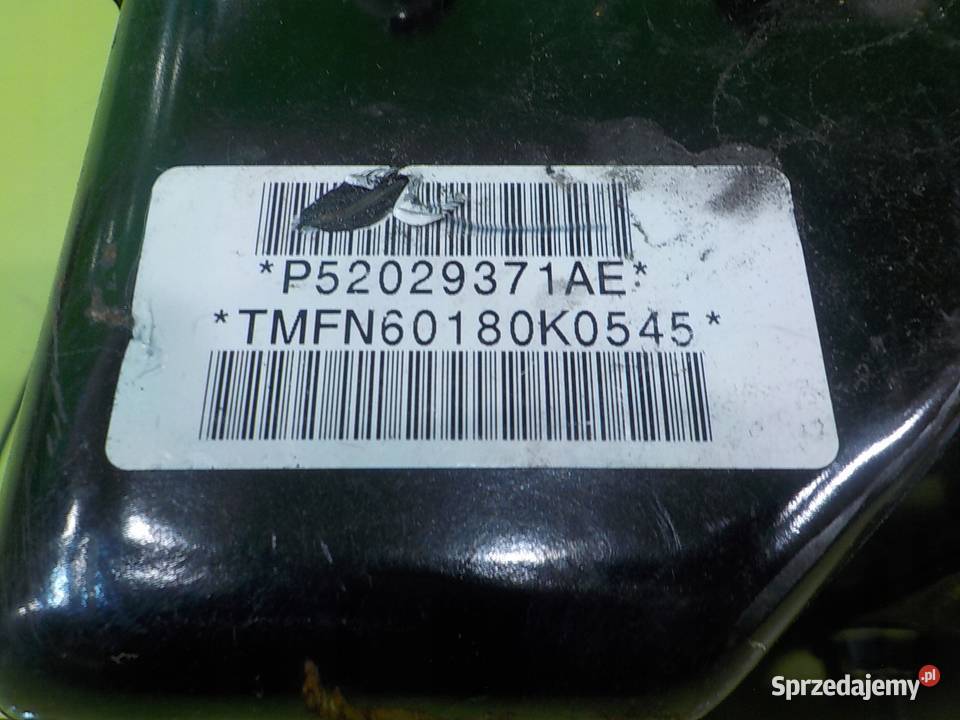 *P52029371AE*
*TMFN60180K0545*
Sprzedajemy.pl